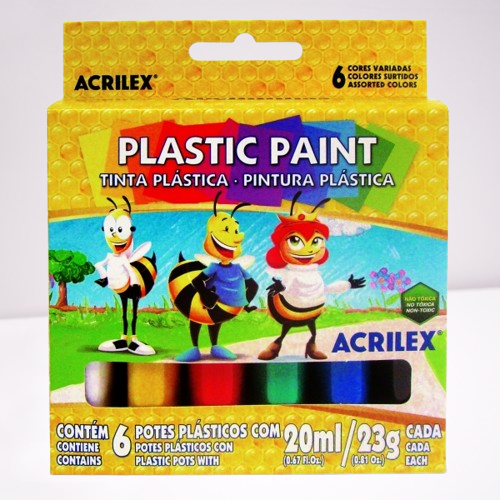 ACRILEX®
6 CORES VARIADAS
COLORES SURTIDOS
ASSORTED COLORS
PLASTIC PAINT
TINTA PLÁSTICA · PINTURA PLÁSTICA
NÃO TÓXICA
NO TÓXICA
NON-TOXIC
ACRILEX®
CONTÉM
CONTIENE
CONTAINS
6
POTES PLÁSTICOS COM
POTES PLÁSTICOS CON
PLASTIC POTS WITH
20ml/23g
(0.67 Fl.Oz.) (0.81 Oz.)
CADA
CADA
EACH